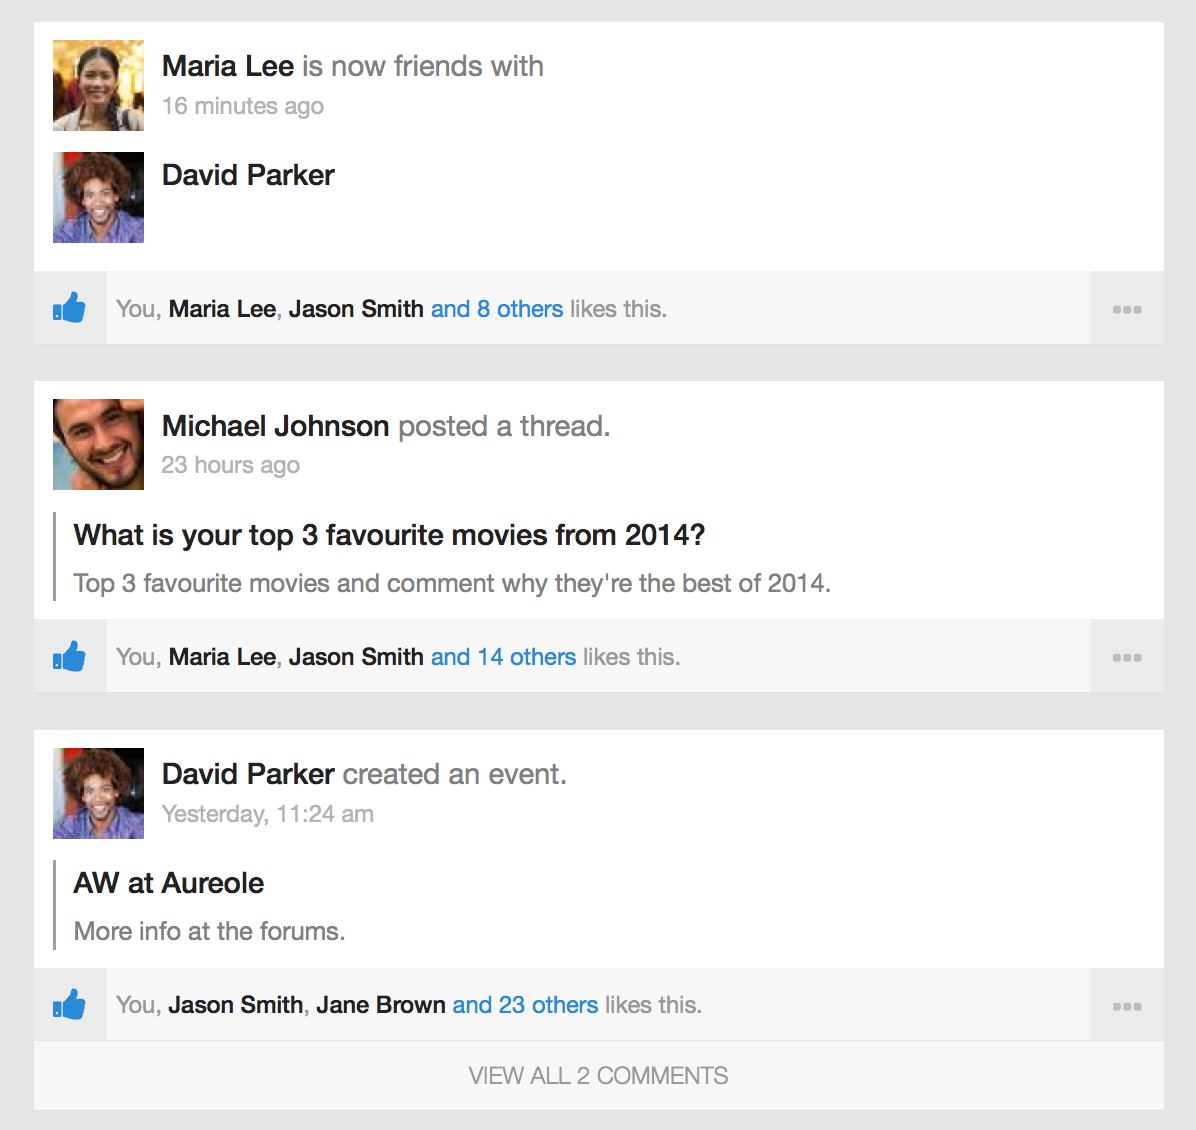 Maria Lee is now friends with
16 minutes ago
David Parker
You, Maria Lee, Jason Smith and 8 others likes this.
Michael Johnson posted a thread.
23 hours ago
What is your top 3 favourite movies from 2014?
Top 3 favourite movies and comment why they're the best of 2014.
You, Maria Lee, Jason Smith and 14 others likes this.
David Parker created an event.
Yesterday, 11:24 am
AW at Aureole
More info at the forums.
You, Jason Smith, Jane Brown and 23 others likes this.
VIEW ALL 2 COMMENTS